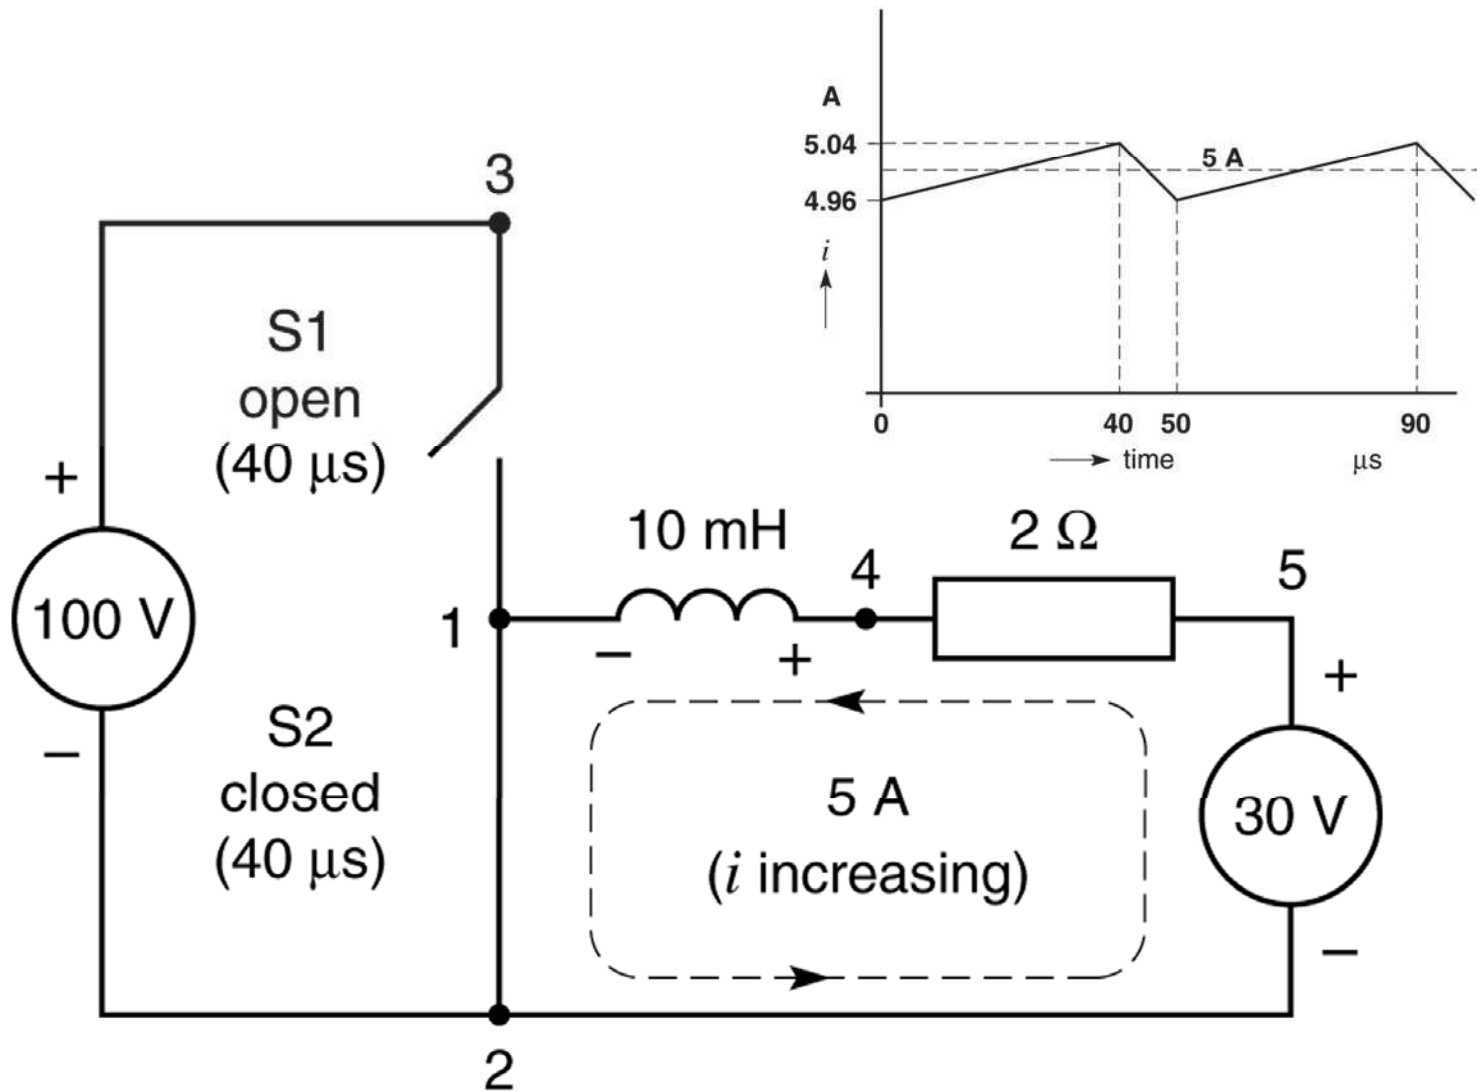 A
5.04
5 A
4.96
i
0
40
50
90
time
μs
3
S1
open
(40 μs)
+
100 V
−
1
10 mH
−
+
4
2 Ω
5
S2
closed
(40 μs)
5 A
(i increasing)
+
30 V
−
2